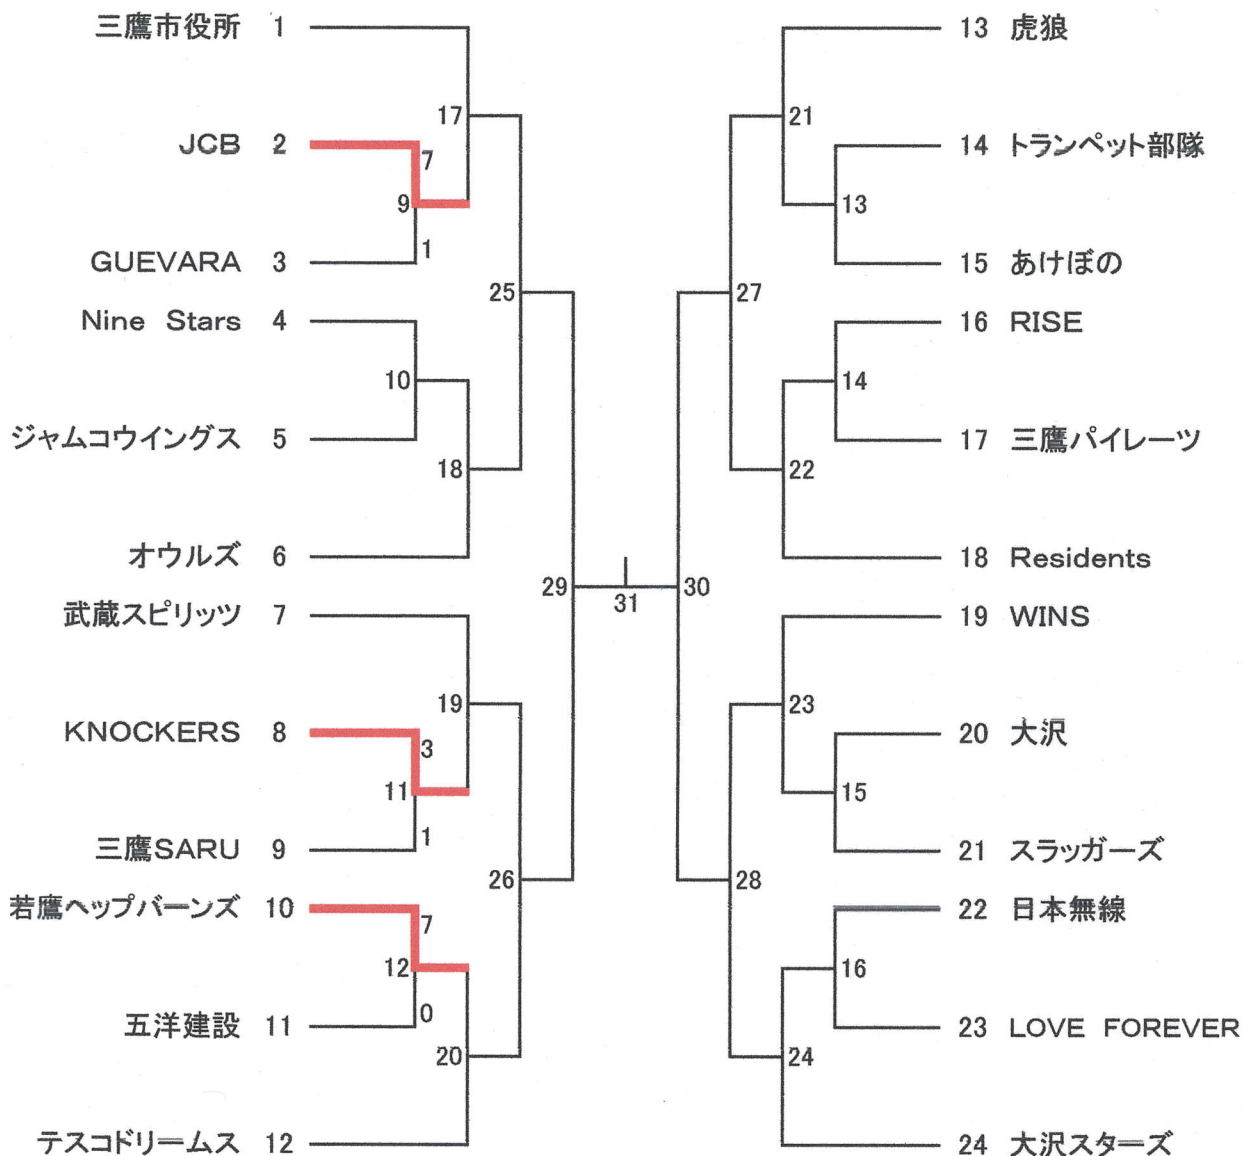 三鷹市役所 1
JCB 2
GUEVARA 3
Nine Stars 4
ジャムコウイングス 5
オウルズ 6
武蔵スピリッツ 7
KNOCKERS 8
三鷹SARU 9
若鷹ヘップバーンズ 10
五洋建設 11
テスコドリームス 12
17
7
9
1
25
10
18
29
19
3
11
1
26
7
12
0
20
31
30
21
13
27
14
22
23
15
28
16
24
13 虎狼
14 トランペット部隊
15 あけぼの
16 RISE
17 三鷹パイレーツ
18 Residents
19 WINS
20 大沢
21 スラッガーズ
22 日本無線
23 LOVE FOREVER
24 大沢スターズ